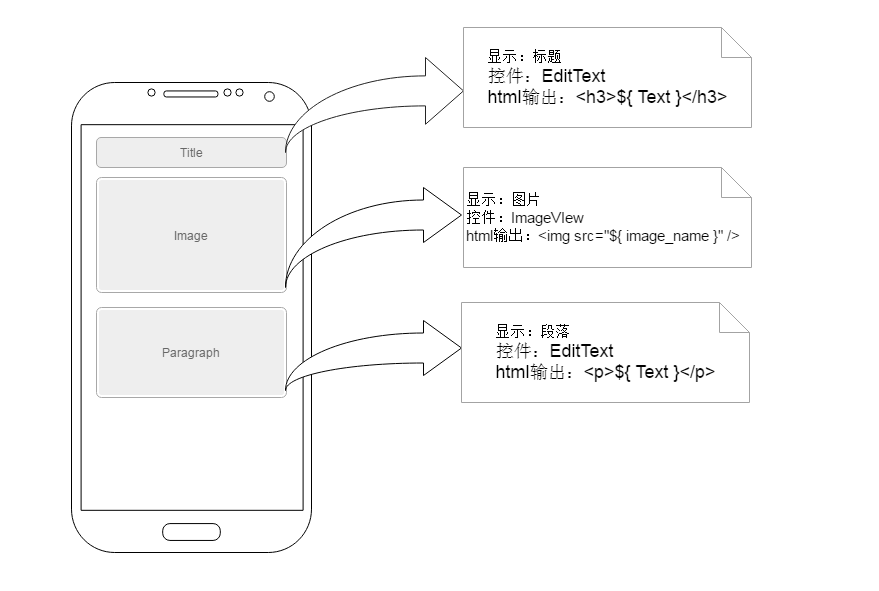 Title
Image
Paragraph
显示：标题
控件：EditText
html输出：<h3>${ Text }</h3>
显示：图片
控件：ImageVIew
html输出：<img src="${ image_name }" />
显示：段落
控件：EditText
html输出：<p>${ Text }</p>